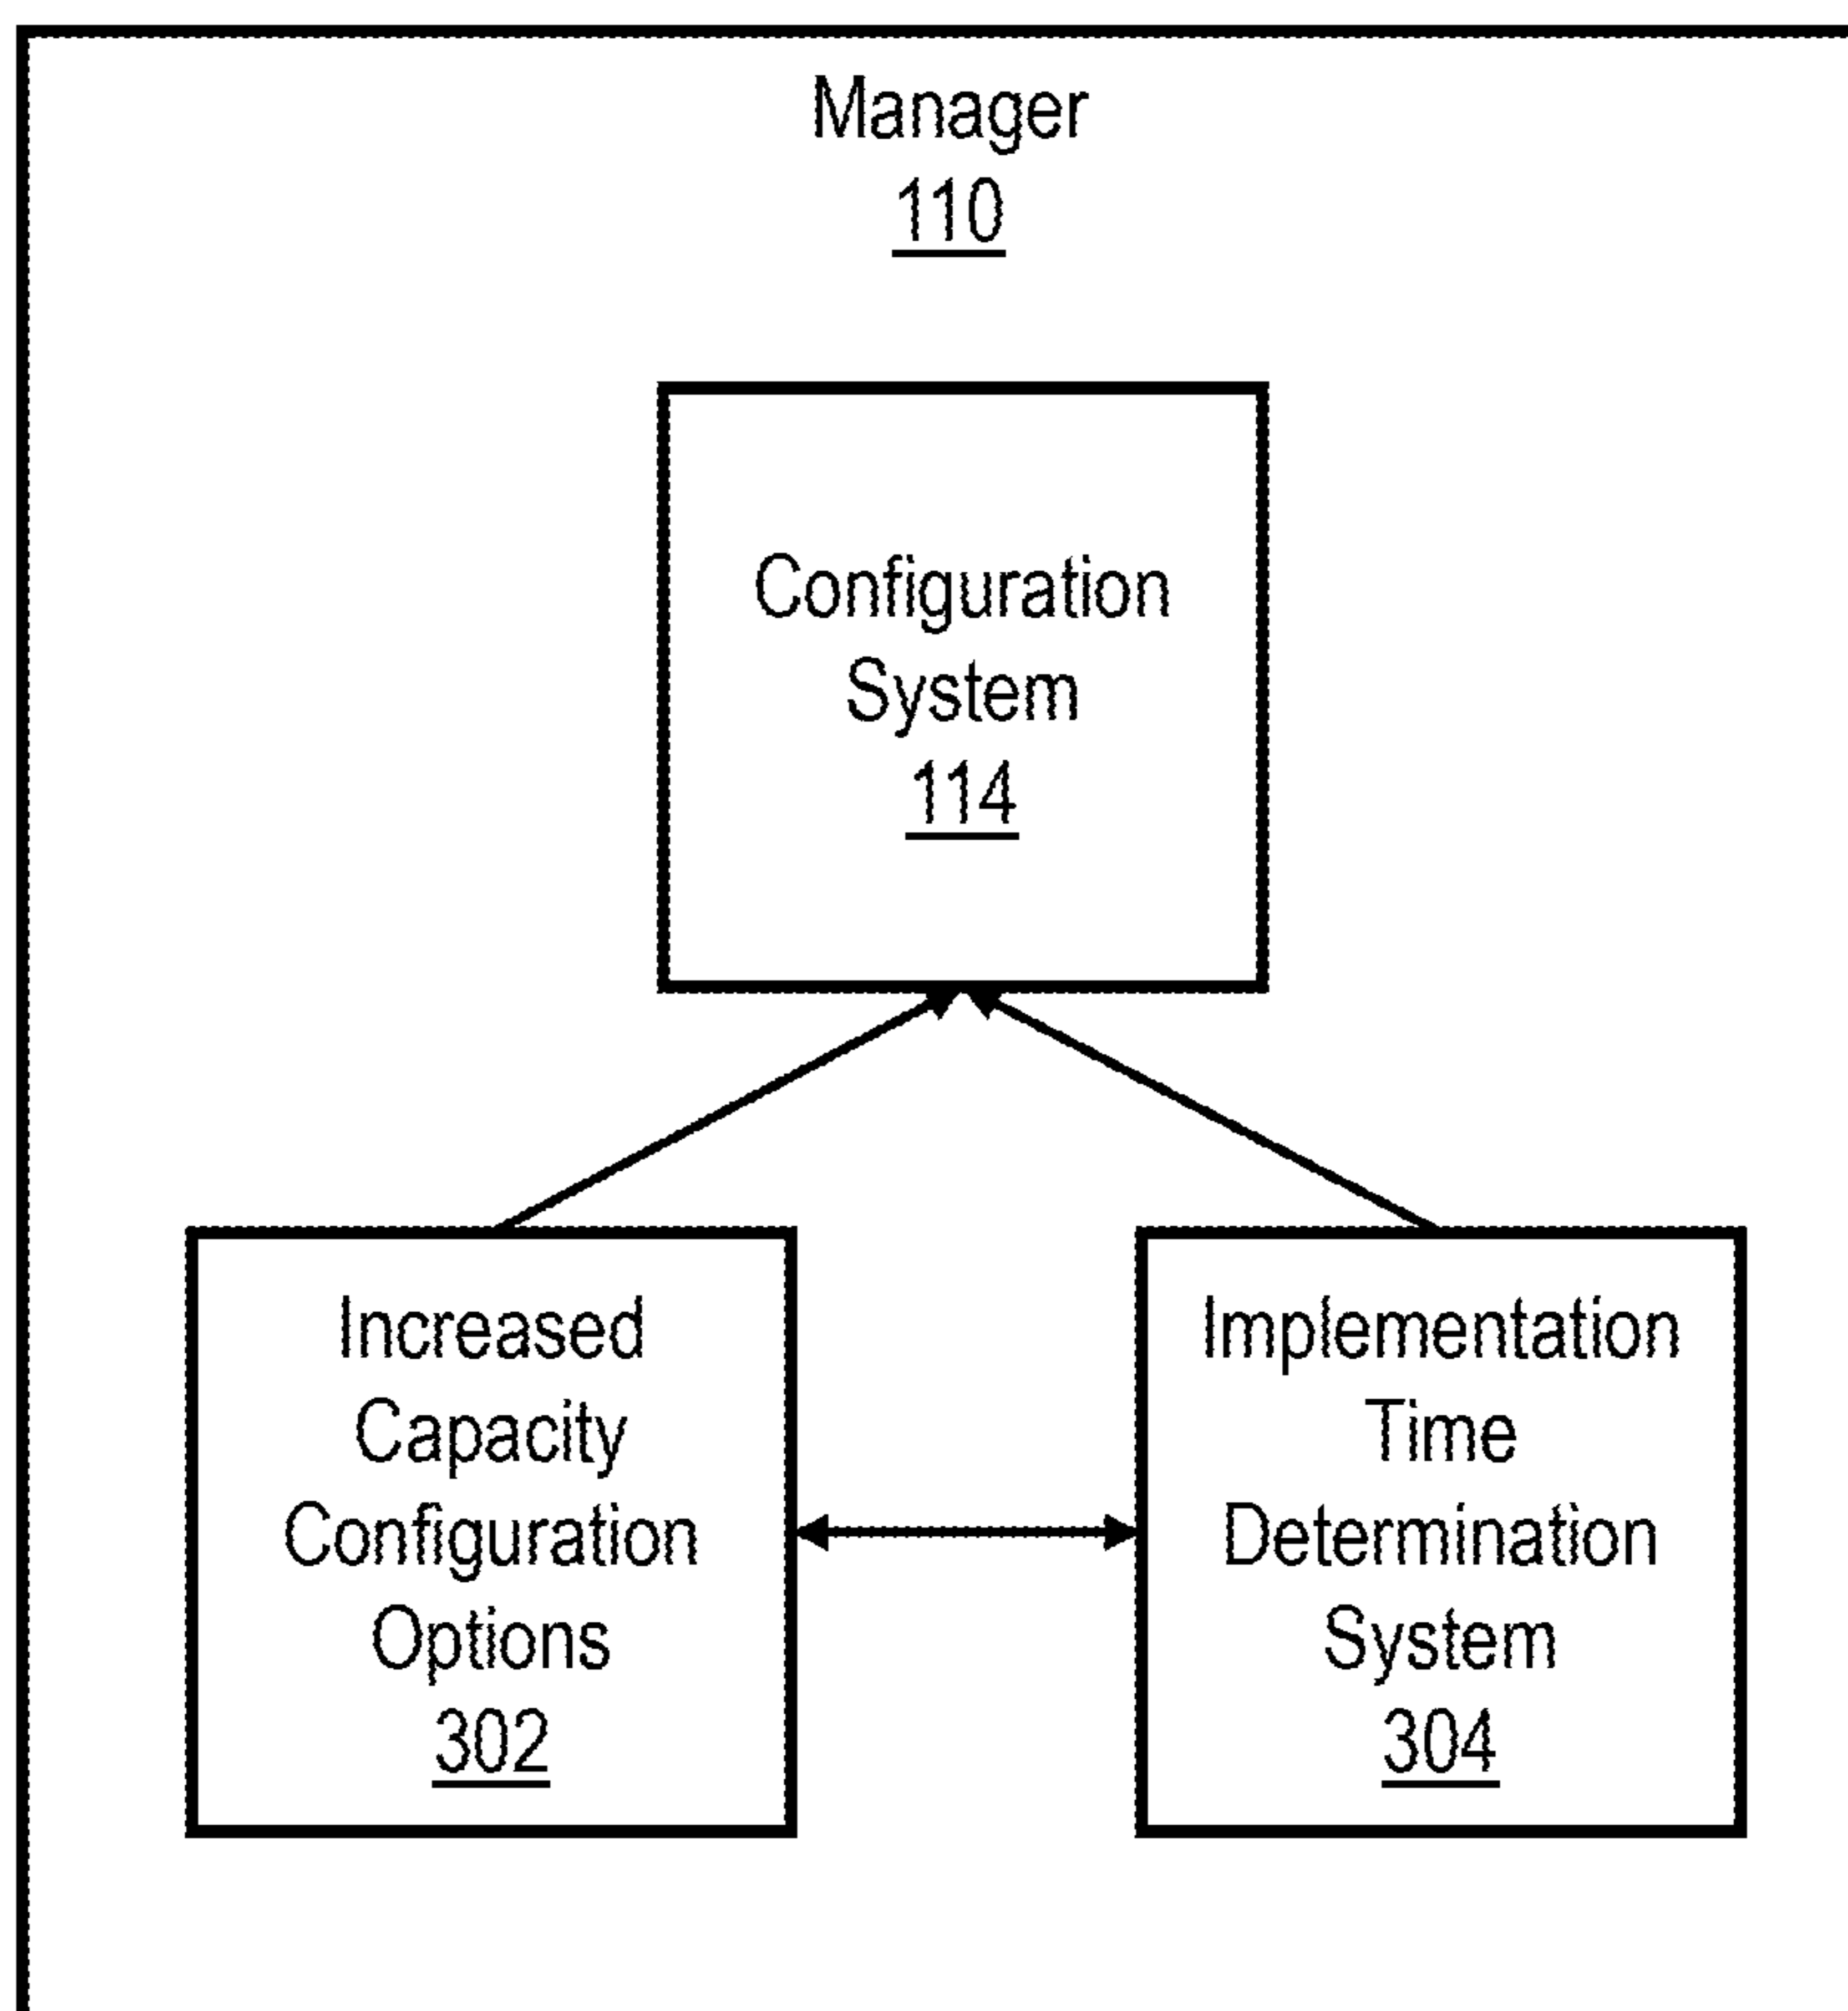 Manager
110
Configuration
System
114
Increased
Capacity
Configuration
Options
302
Implementation
Time
Determination
System
304